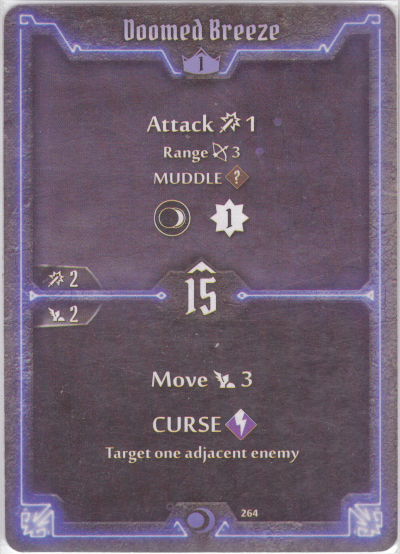 Doomed Breeze
1
Attack 1
Range 3
MUDDLE ?
1
2
15
2
Move 3
CURSE
Target one adjacent enemy
264